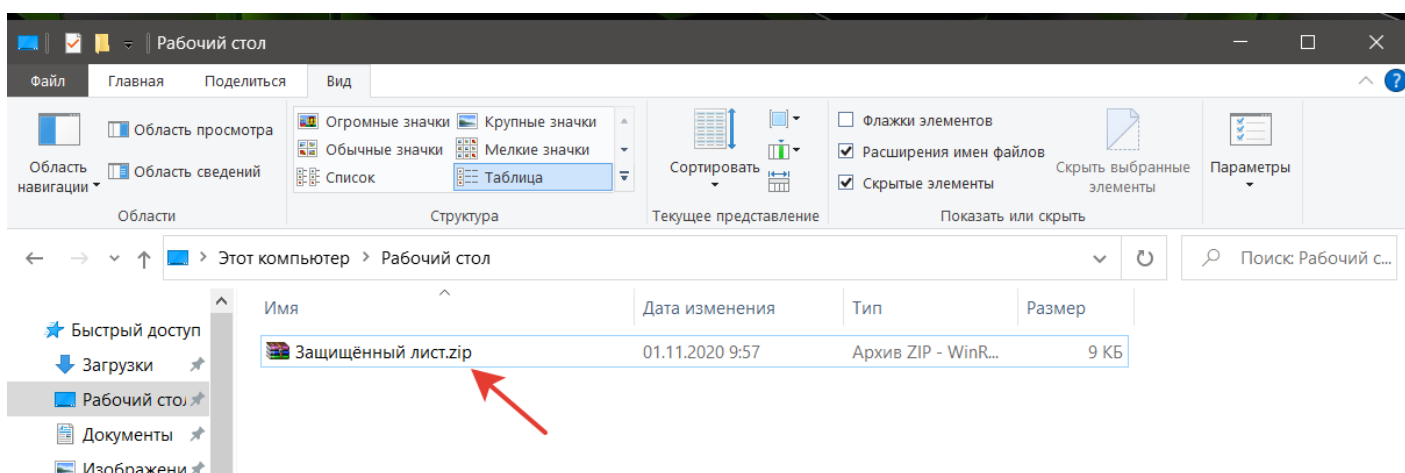 Рабочий стол
Файл Главная Поделиться Вид
Область навигации
Область просмотра
Область сведений
Области
Огромные значки Крупные значки
Обычные значки Мелкие значки
Список Таблица
Структура
Сортировать
Текущее представление
Флажки элементов
Расширения имен файлов
Скрытые элементы
Скрыть выбранные
элементы
Показать или скрыть
Параметры
Этот компьютер > Рабочий стол
Поиск: Рабочий с...
Имя Дата изменения Тип Размер
Защищённый лист.zip 01.11.2020 9:57 Архив ZIP - WinR... 9 КБ
Быстрый доступ
Загрузки
Рабочий стол
Документы
Изображени